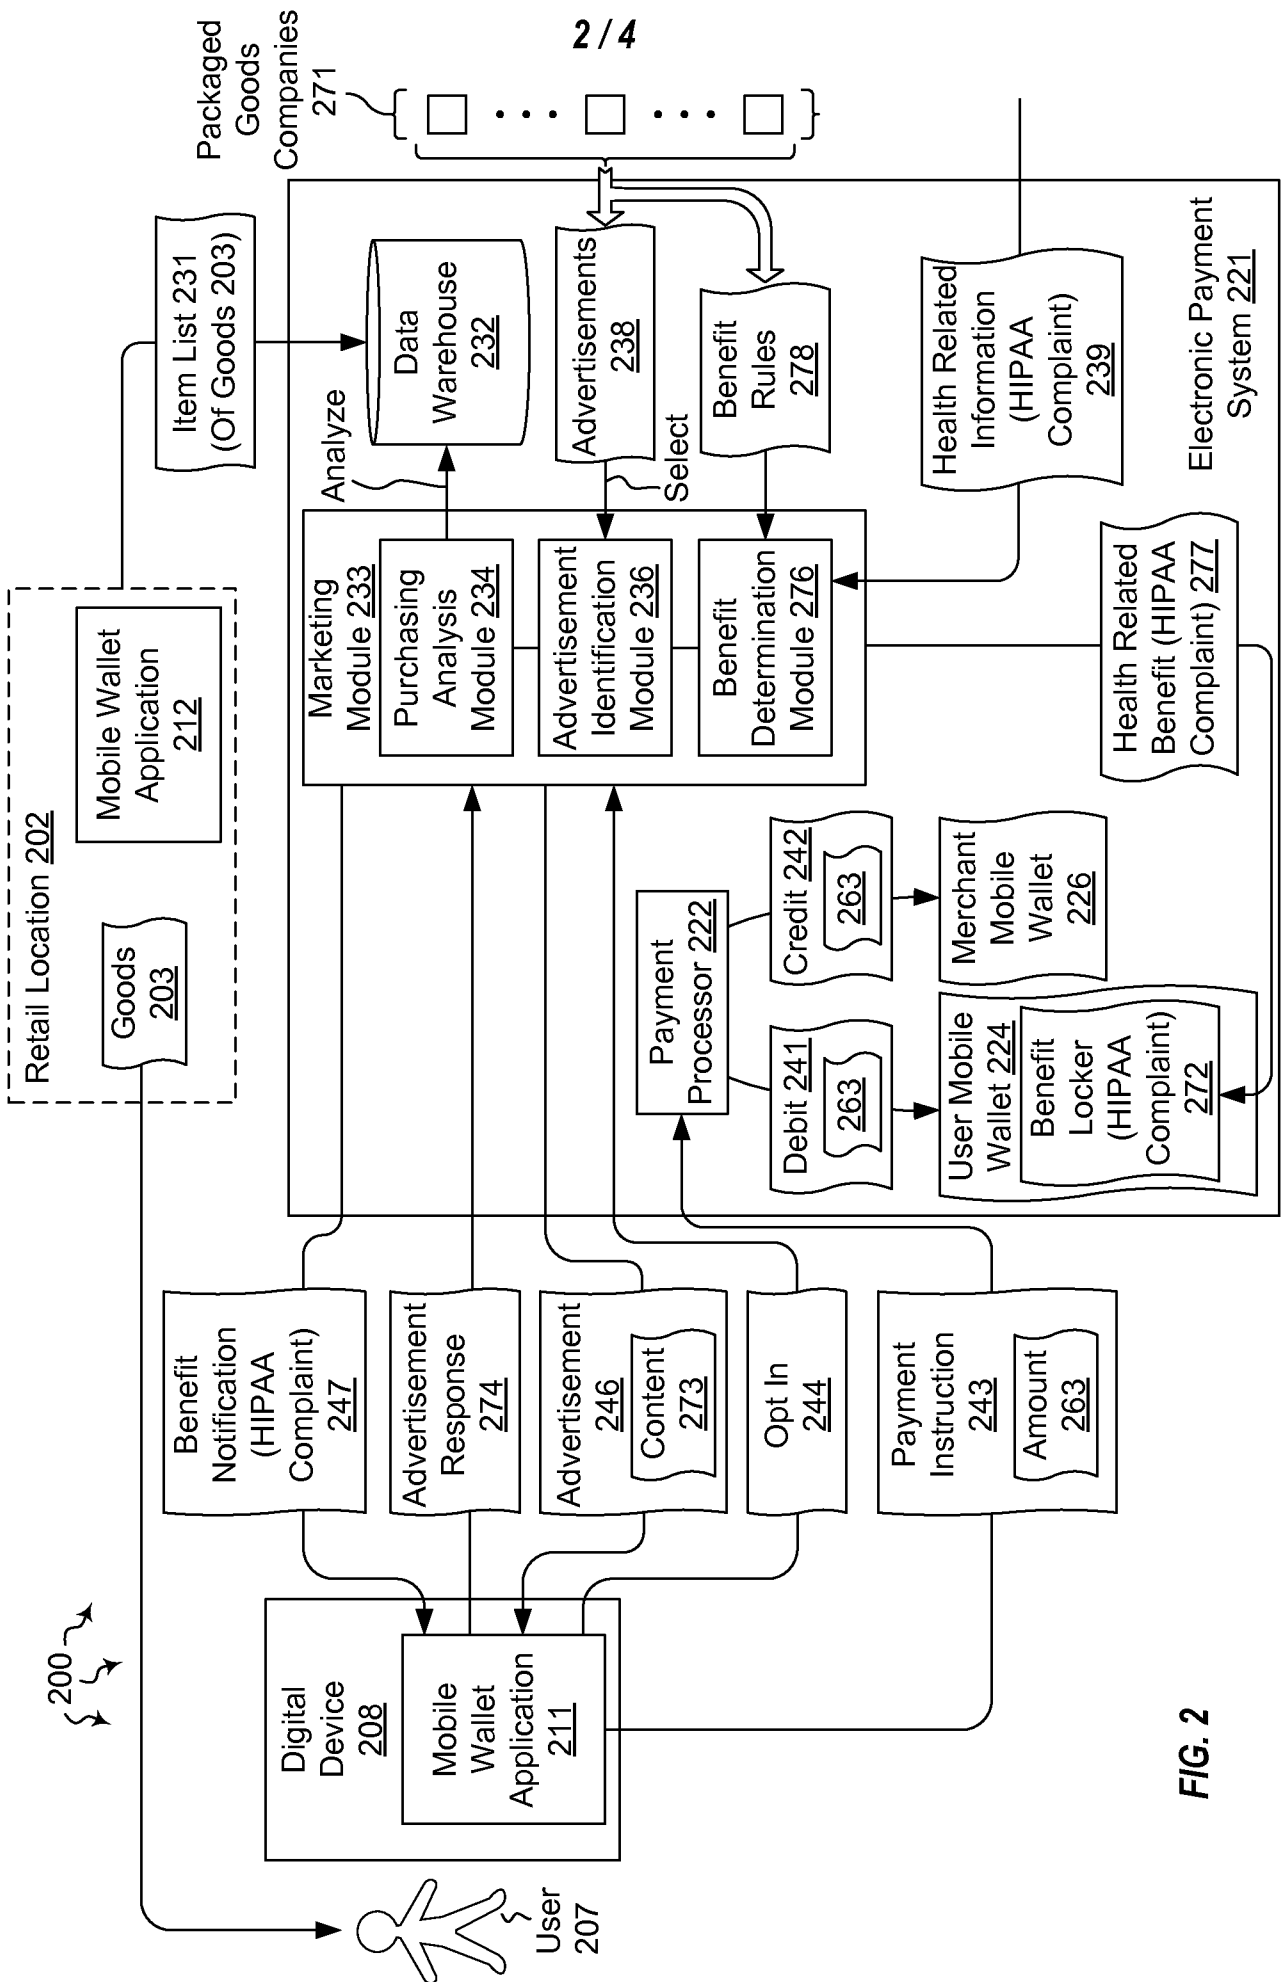 2 / 4
200
Retail Location 202
Goods
203
Mobile Wallet
Application
212
Item List 231
(Of Goods 203)
Packaged
Goods
Companies
271
User
207
Digital
Device
208
Mobile
Wallet
Application
211
Benefit
Notification
(HIPAA
Complaint)
247
Advertisement
Response
274
Advertisement
246
Content
273
Opt In
244
Payment
Instruction
243
Amount
263
Marketing
Module 233
Purchasing
Analysis
Module 234
Advertisement
Identification
Module 236
Benefit
Determination
Module 276
Analyze
Data
Warehouse
232
Advertisements
238
Select
Benefit
Rules
278
Payment
Processor 222
Debit 241
263
Credit 242
263
User Mobile
Wallet 224
Benefit
Locker
(HIPAA
Complaint)
272
Merchant
Mobile
Wallet
226
Health Related
Information
(HIPAA
Complaint)
239
Health Related
Benefit (HIPAA
Complaint) 277
Electronic Payment
System 221
FIG. 2